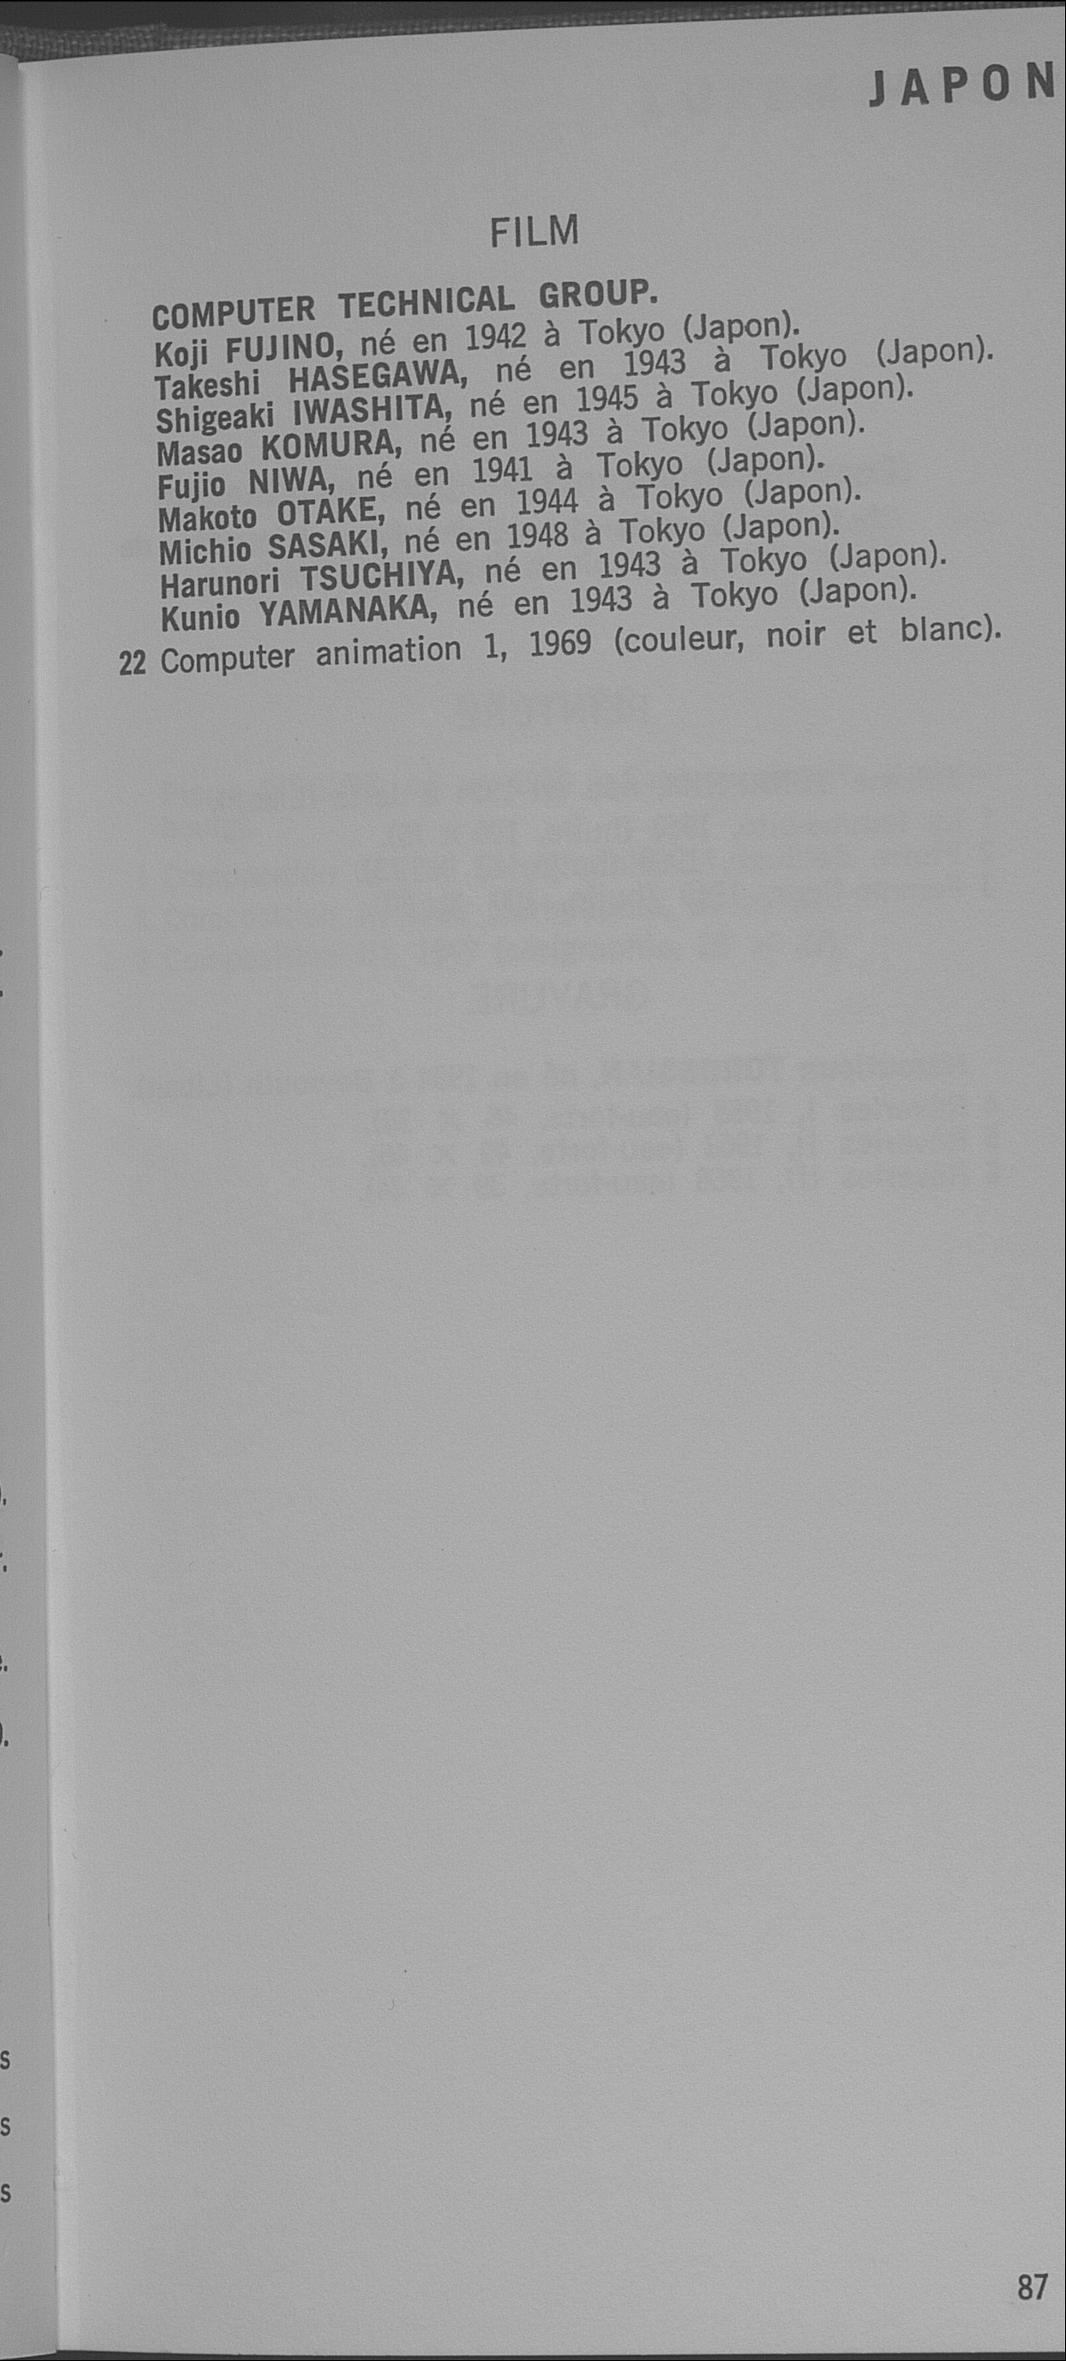 JAPON
FILM
COMPUTER TECHNICAL GROUP.
Koji FUJINO, né en 1942 à Tokyo (Japon).
Takeshi HASEGAWA, né en 1943 à Tokyo (Japon).
Shigeaki IWASHITA, né en 1945 à Tokyo (Japon).
Masao KOMURA, né en 1943 à Tokyo (Japon).
Fujio NIWA, né en 1941 à Tokyo (Japon).
Makoto OTAKE, né en 1944 à Tokyo (Japon).
Michio SASAKI, né en 1948 à Tokyo (Japon).
Harunori TSUCHIYA, né en 1943 à Tokyo (Japon).
Kunio YAMANAKA, né en 1943 à Tokyo (Japon).
22 Computer animation 1, 1969 (couleur, noir et blanc).
87